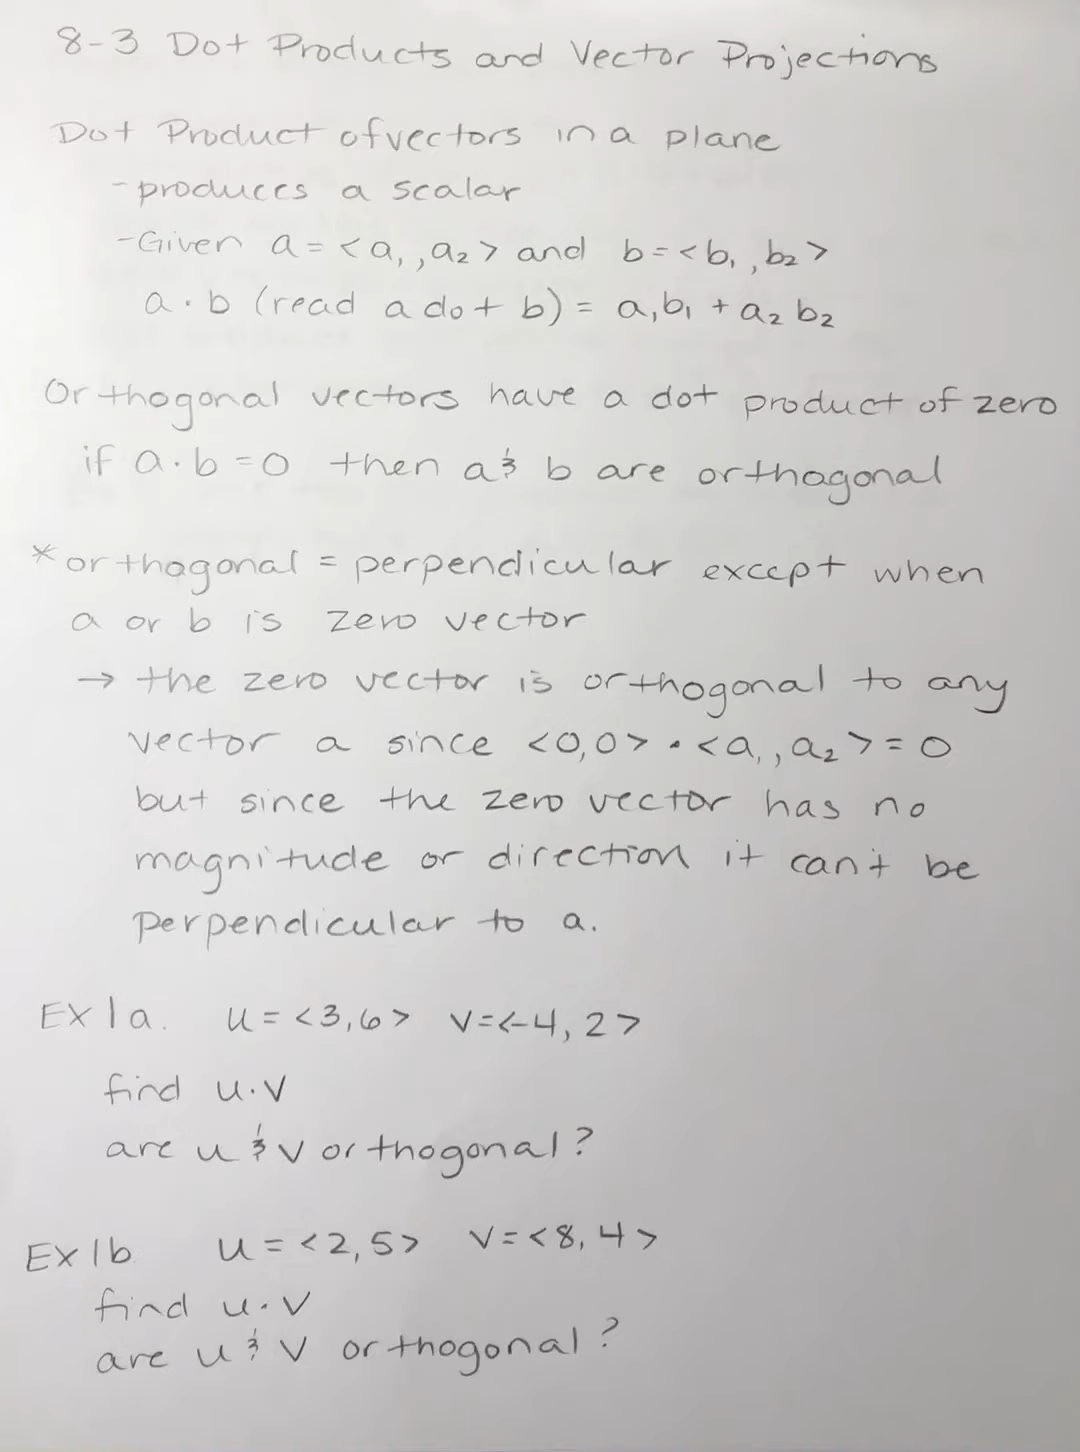 8-3 Dot Products and Vector Projections
Dot Product of vectors in a plane
- produces a scalar
- Given a = <a₁, a₂> and b = <b₁, b₂>
a · b (read a dot b) = a₁b₁ + a₂b₂
Orthogonal vectors have a dot product of zero
if a · b = 0 then a & b are orthagonal
* orthagonal = perpendicular except when
a or b is zero vector
→ the zero vector is orthogonal to any
vector a since <0,0> · <a₁, a₂> = 0
but since the zero vector has no
magnitude or direction it can't be
perpendicular to a.
EX 1a. u = <3,6> v = <-4, 2>
find u·v
are u & v orthogonal?
Ex 1b u = <2,5> v = <8,4>
find u·v
are u & v orthogonal?